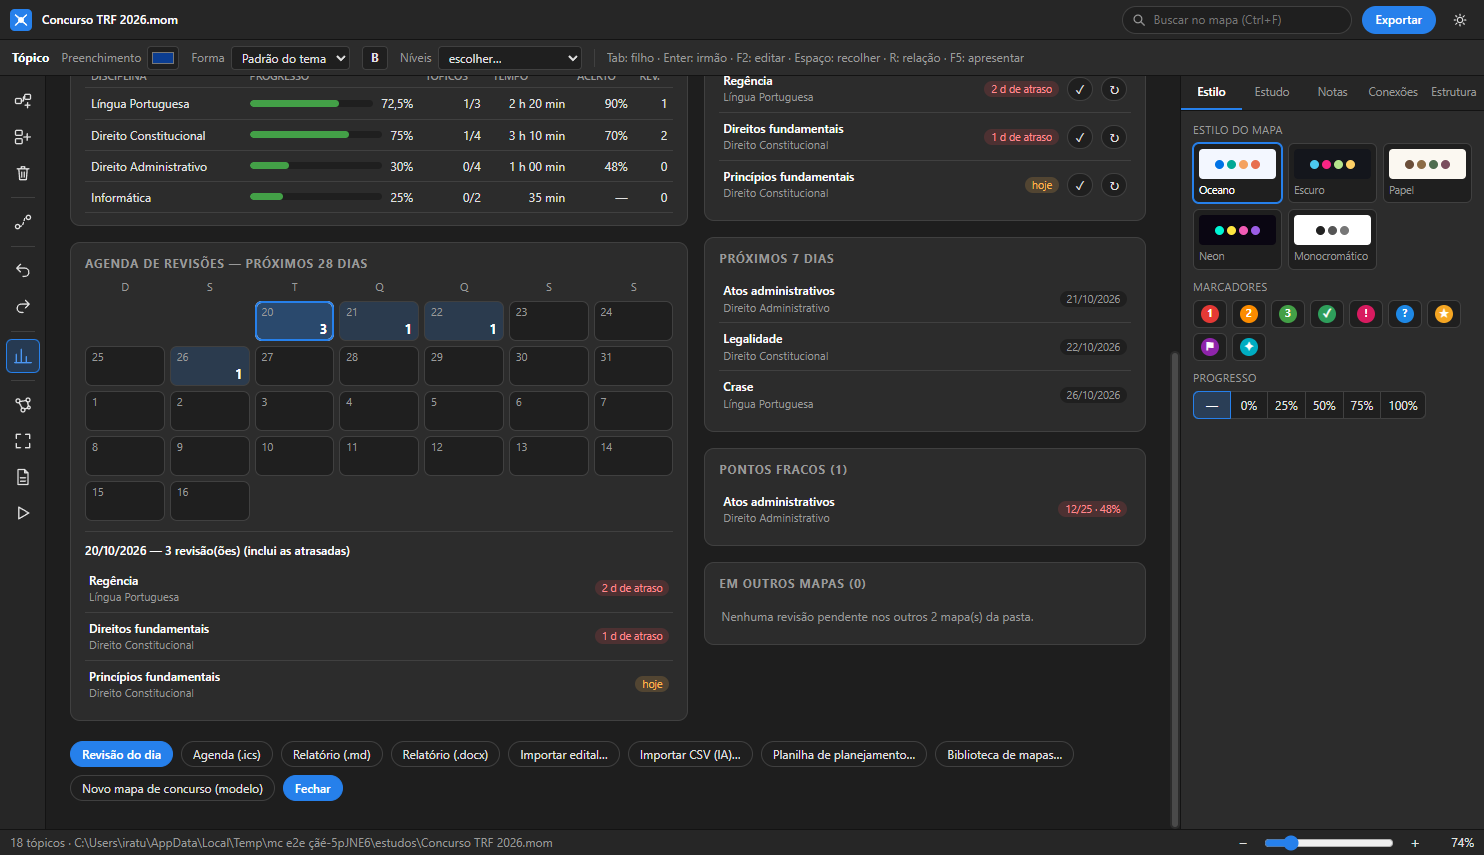 Concurso TRF 2026.mom
Buscar no mapa (Ctrl+F)
Exportar
Tópico
Preenchimento
Forma
Padrão do tema
B
Níveis
escolher...
Tab: filho · Enter: irmão · F2: editar · Espaço: recolher · R: relação · F5: apresentar
DISCIPLINA PROGRESSO TÓPICOS TEMPO ACERTO REV.
Língua Portuguesa 72,5% 1/3 2 h 20 min 90% 1
Direito Constitucional 75% 1/4 3 h 10 min 70% 2
Direito Administrativo 30% 0/4 1 h 00 min 48% 0
Informática 25% 0/2 35 min — 0
AGENDA DE REVISÕES — PRÓXIMOS 28 DIAS
D S T Q Q S S
20 3 21 1 22 1 23 24
25 26 1 27 28 29 30 31
1 2 3 4 5 6 7
8 9 10 11 12 13 14
15 16
20/10/2026 — 3 revisão(ões) (inclui as atrasadas)
Regência
Língua Portuguesa
2 d de atraso
Direitos fundamentais
Direito Constitucional
1 d de atraso
Princípios fundamentais
Direito Constitucional
hoje
Regência
Língua Portuguesa
2 d de atraso
Direitos fundamentais
Direito Constitucional
1 d de atraso
Princípios fundamentais
Direito Constitucional
hoje
PRÓXIMOS 7 DIAS
Atos administrativos
Direito Administrativo
21/10/2026
Legalidade
Direito Constitucional
22/10/2026
Crase
Língua Portuguesa
26/10/2026
PONTOS FRACOS (1)
Atos administrativos
Direito Administrativo
12/25 · 48%
EM OUTROS MAPAS (0)
Nenhuma revisão pendente nos outros 2 mapa(s) da pasta.
Revisão do dia
Agenda (.ics)
Relatório (.md)
Relatório (.docx)
Importar edital...
Importar CSV (IA)...
Planilha de planejamento...
Biblioteca de mapas...
Novo mapa de concurso (modelo)
Fechar
Estilo Estudo Notas Conexões Estrutura
ESTILO DO MAPA
Oceano Escuro Papel
Neon Monocromático
MARCADORES
1 2 3 ✓ ! ?
PROGRESSO
— 0% 25% 50% 75% 100%
18 tópicos · C:\Users\iratu\AppData\Local\Temp\mc e2e çãé-5pJNE6\estudos\Concurso TRF 2026.mom
− + 74%